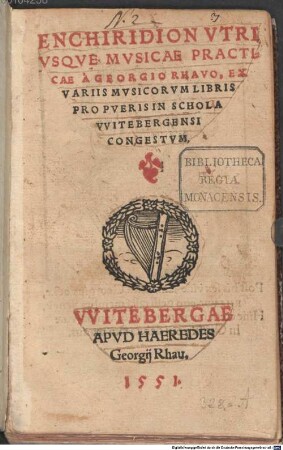 N. 2
ENCHIRIDION VTRI
VSQVE MVSICAE PRACTI
CAE A GEORGIO RHAVO, EX
VARIIS MVSICORVM LIBRIS
PRO PVERIS IN SCHOLA
VVITEBERGENSI
CONGESTVM.
BIBLIOTHECA
REGIA
MONACENSIS.
VVITEBERGAE
APVD HAEREDES
Georgij Rhau.
1551.